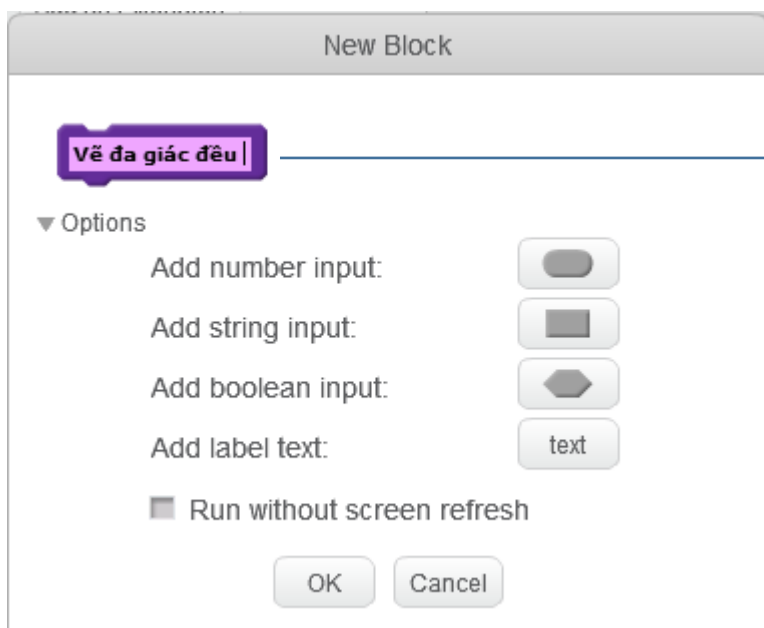 New Block
Vẽ đa giác đều
Options
Add number input:
Add string input:
Add boolean input:
Add label text:
text
Run without screen refresh
OK
Cancel